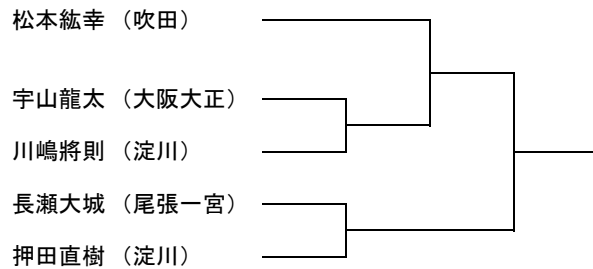 松本紘幸 （吹田）
宇山龍太 （大阪大正）
川嶋將則 （淀川）
長瀬大城 （尾張一宮）
押田直樹 （淀川）